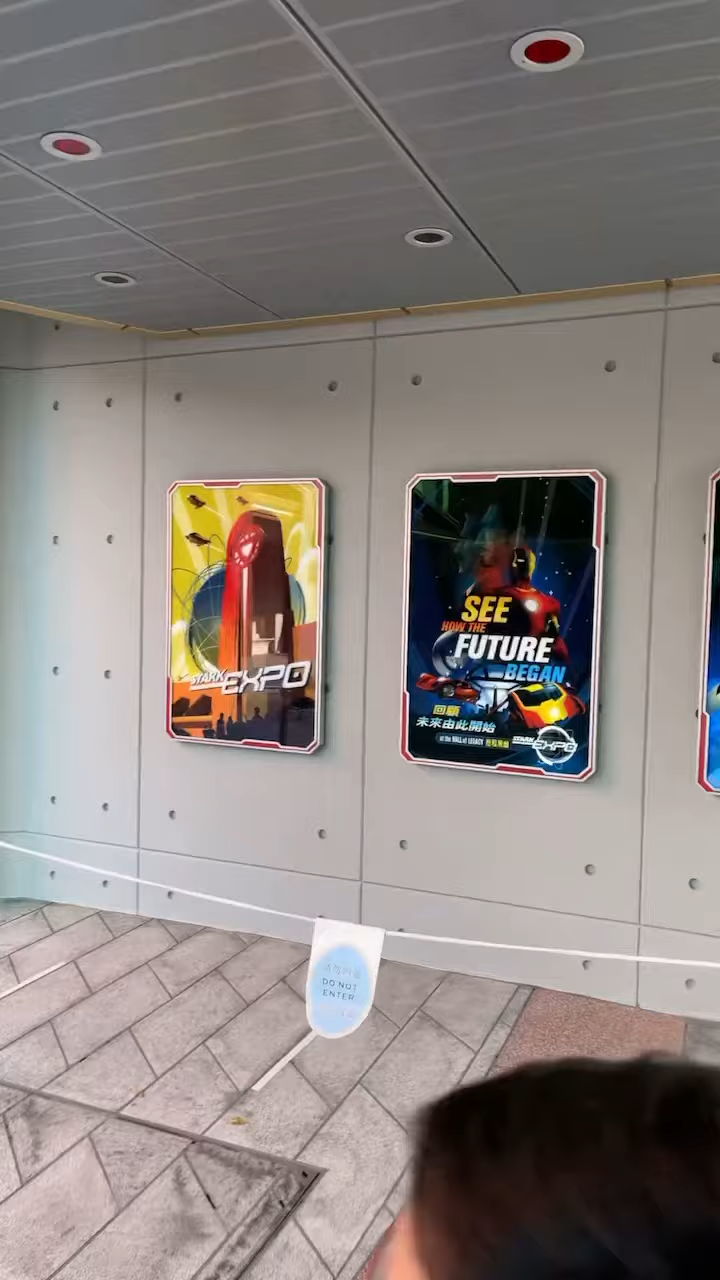 STARK
EXPO
SEE
HOW THE
FUTURE
BEGAN
回顧
未來由此開始
at the HALL of LEGACY
STARK
EXPO
DO NOT
ENTER